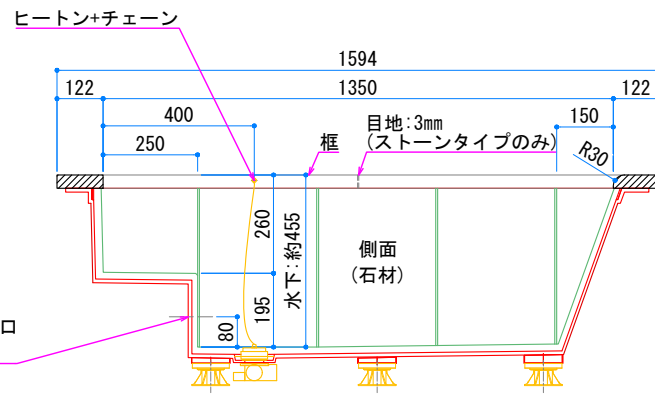 ヒートン+チェーン
1594
122
1350
122
400
目地:3mm
(ストーンタイプのみ)
150
250
框
R30
260
水下:約455
側面
(石材)
195
80
口